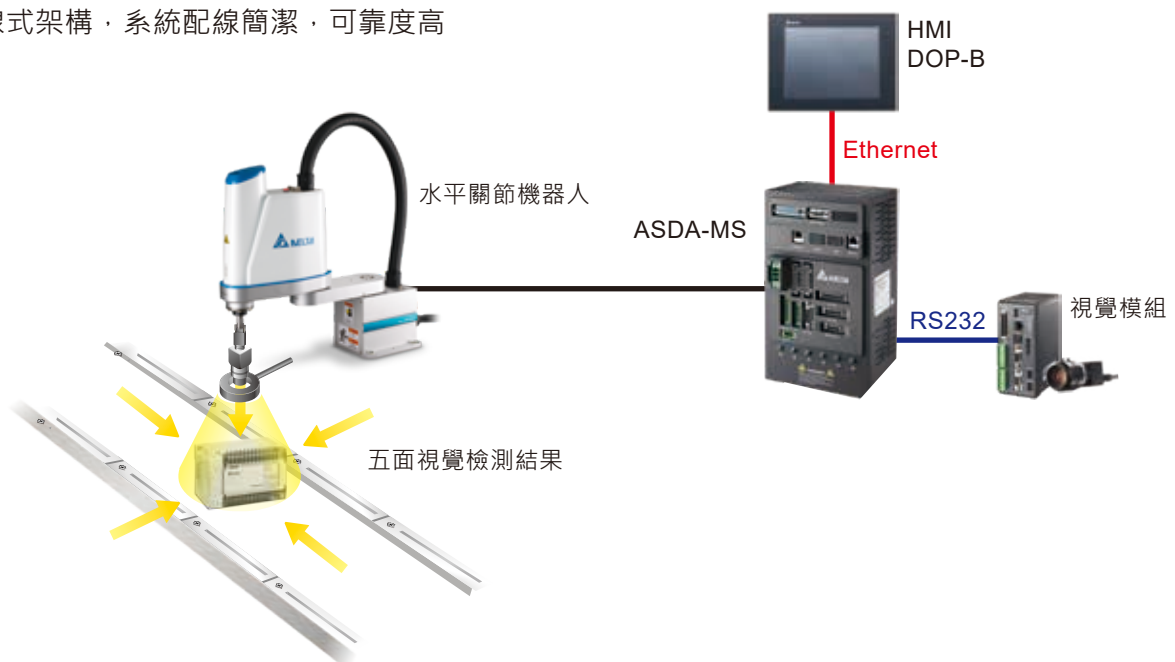 線式架構，系統配線簡潔，可靠度高
HMI
DOP-B
Ethernet
水平關節機器人
ASDA-MS
RS232
視覺模組
五面視覺檢測結果
DELTA
DELTA